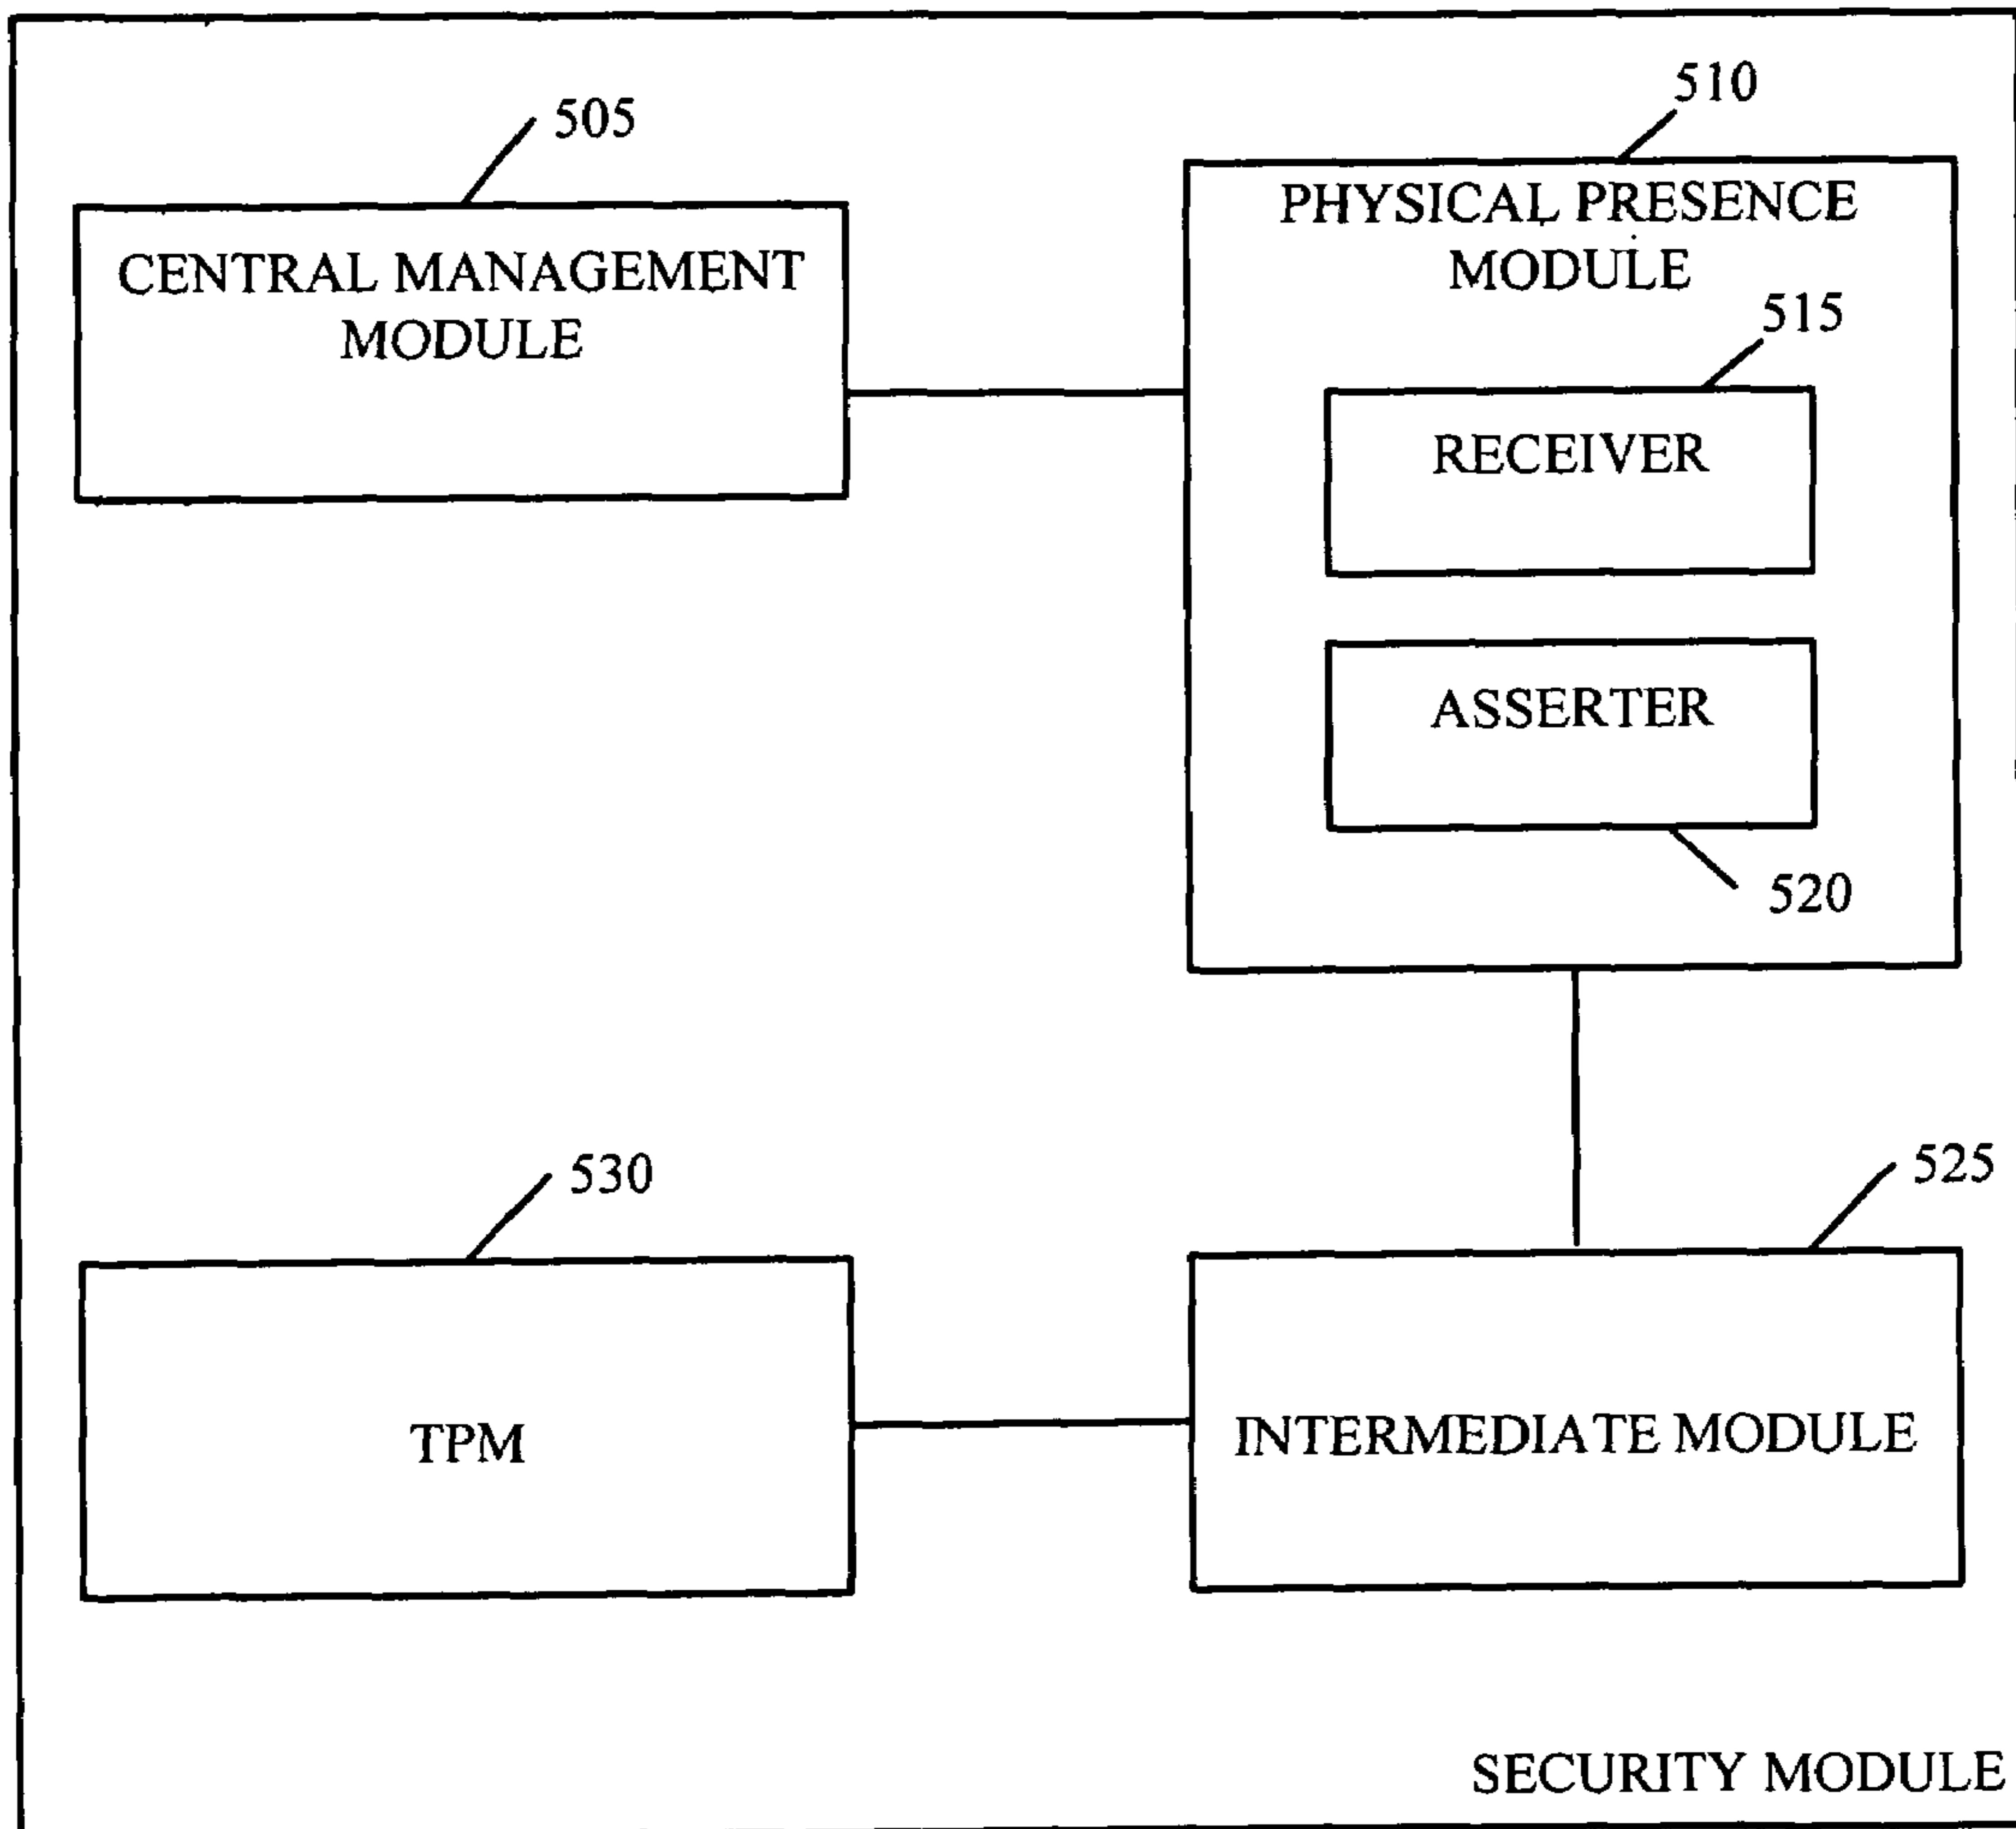 505
CENTRAL MANAGEMENT
MODULE
510
PHYSICAL PRESENCE
MODULE
515
RECEIVER
ASSERTER
520
530
TPM
525
INTERMEDIATE MODULE
SECURITY MODULE